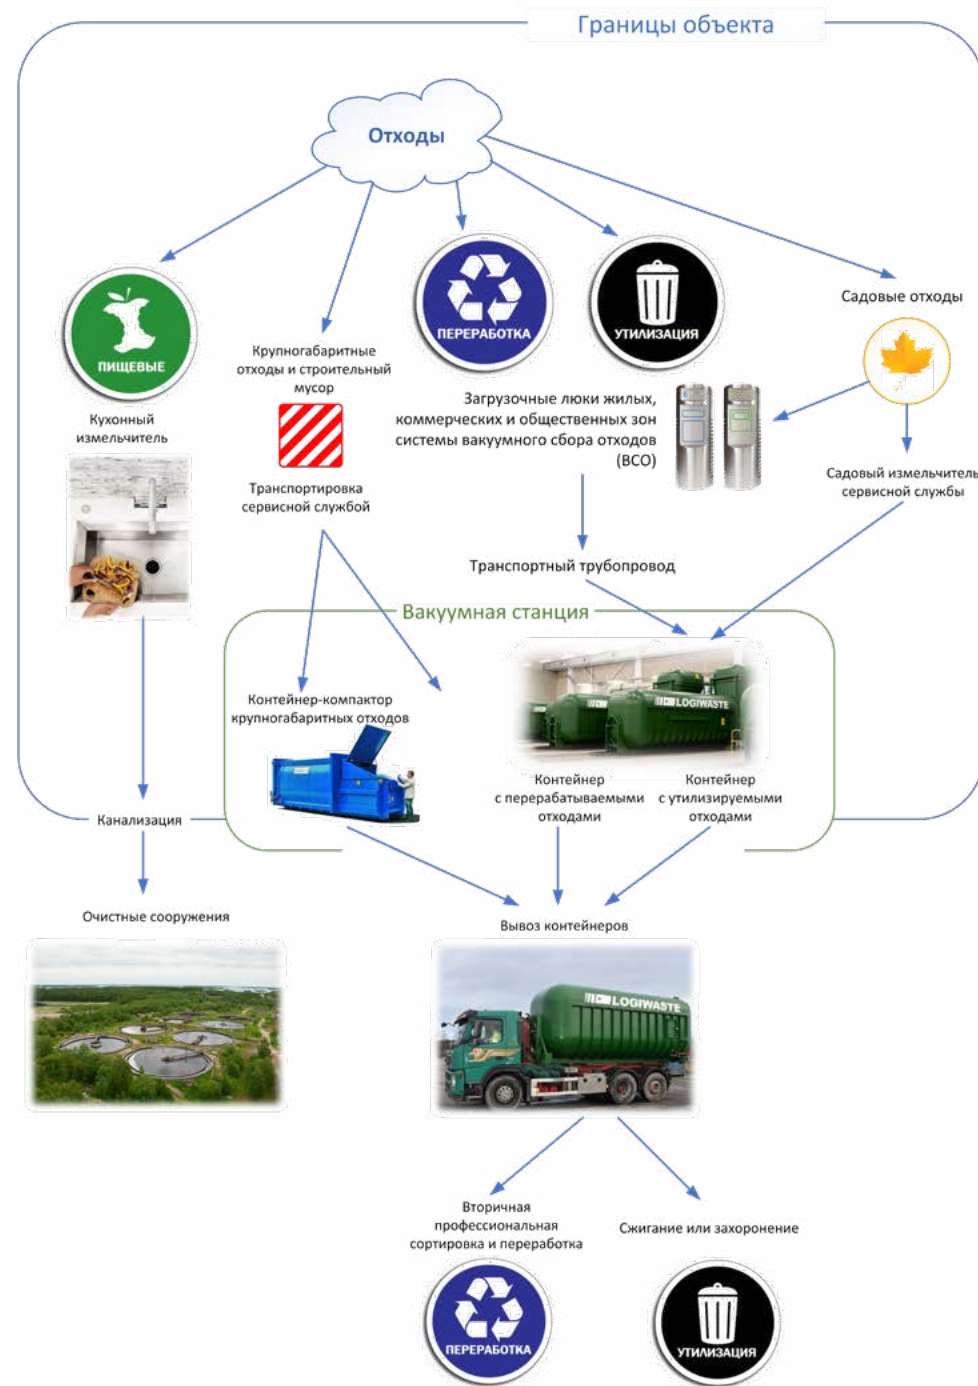 Границы объекта
Отходы
ПИЩЕВЫЕ
ПЕРЕРАБОТКА
УТИЛИЗАЦИЯ
Садовые отходы
Крупногабаритные
отходы и строительный
мусор
Кухонный
измельчитель
Загрузочные люки жилых,
коммерческих и общественных зон
системы вакуумного сбора отходов
(ВСО)
Транспортировка
сервисной службой
Садовый измельчитель
сервисной службы
Транспортный трубопровод
Вакуумная станция
Контейнер-компактор
крупногабаритных отходов
LOGIWASTE
Контейнер
с перерабатываемыми
отходами
Контейнер
с утилизируемыми
отходами
Канализация
Очистные сооружения
Вывоз контейнеров
LOGIWASTE
Вторичная
профессиональная
сортировка и переработка
Сжигание или захоронение
ПЕРЕРАБОТКА
УТИЛИЗАЦИЯ